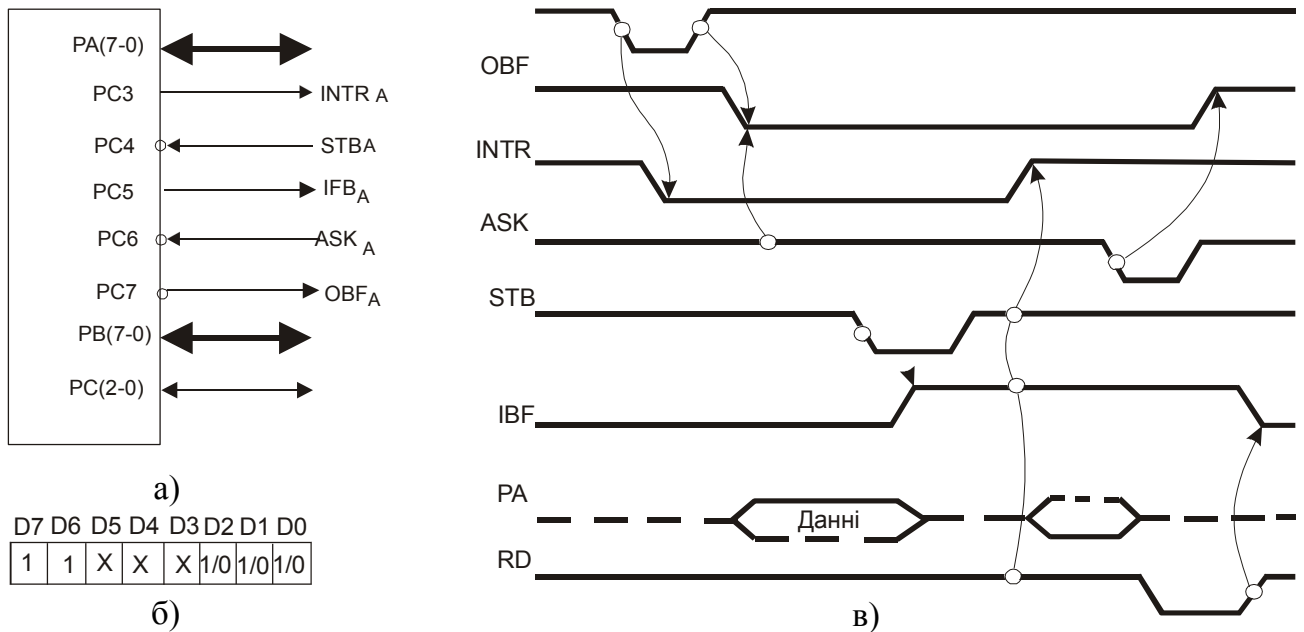 PA(7-0)
PC3
INTR A
PC4
STBA
PC5
IFBA
PC6
ASK A
PC7
OBFA
PB(7-0)
PC(2-0)
а)
D7 D6 D5 D4 D3 D2 D1 D0
1 1 X X X 1/0 1/0 1/0
б)
OBF
INTR
ASK
STB
IBF
PA
Данні
RD
в)